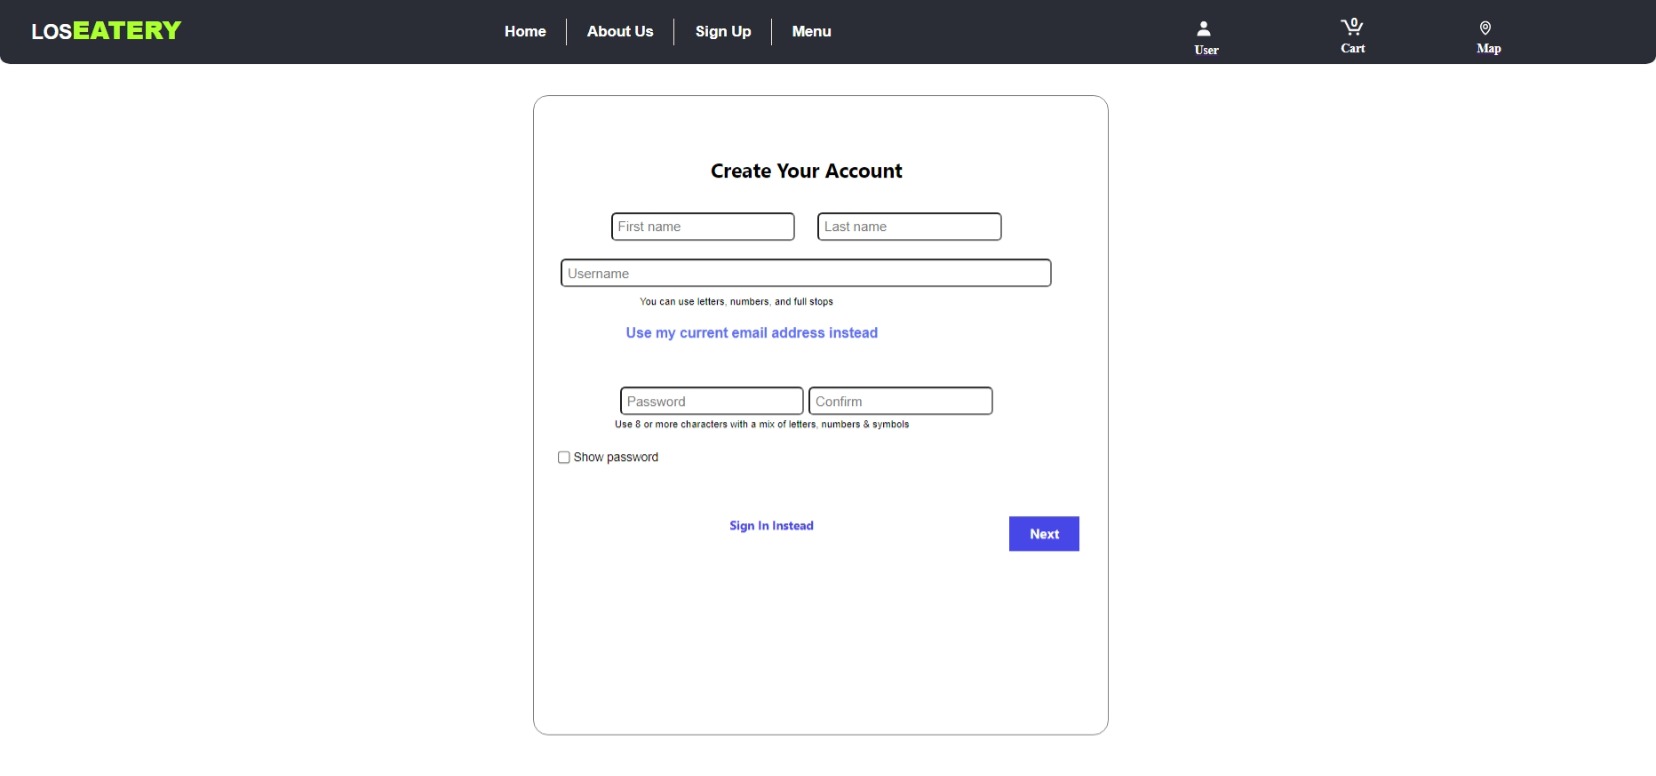 LOSEATERY
Home About Us Sign Up Menu
0
User Cart Map
Create Your Account
First name Last name
Username
You can use letters, numbers, and full stops
Use my current email address instead
Password Confirm
Use 8 or more characters with a mix of letters, numbers & symbols
Show password
Sign In Instead
Next